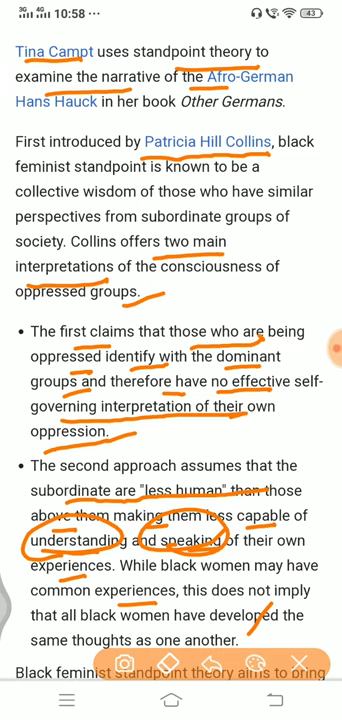 3G 4G 10:58 ••• 43
Tina Campt uses standpoint theory to
examine the narrative of the Afro-German
Hans Hauck in her book Other Germans.
First introduced by Patricia Hill Collins, black
feminist standpoint is known to be a
collective wisdom of those who have similar
perspectives from subordinate groups of
society. Collins offers two main
interpretations of the consciousness of
oppressed groups.
• The first claims that those who are being
oppressed identify with the dominant
groups and therefore have no effective self-
governing interpretation of their own
oppression.
• The second approach assumes that the
subordinate are "less human" than those
above them making them less capable of
understanding and speaking of their own
experiences. While black women may have
common experiences, this does not imply
that all black women have developed the
same thoughts as one another.
Black feminist standpoint theory aims to bring